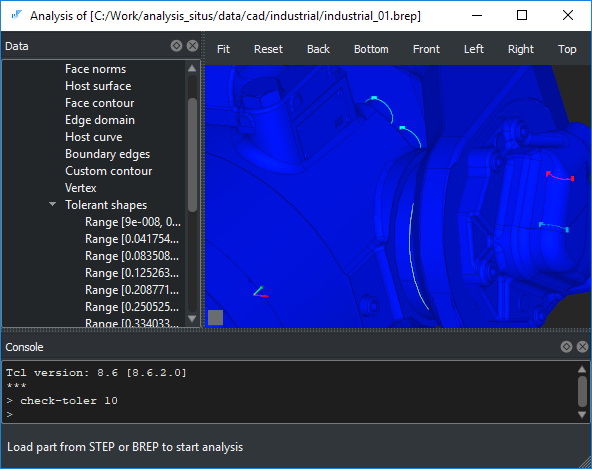 Analysis of [C:/Work/analysis_situs/data/cad/industrial/industrial_01.brep]
Data
Fit Reset Back Bottom Front Left Right Top
Face norms
Host surface
Face contour
Edge domain
Host curve
Boundary edges
Custom contour
Vertex
Tolerant shapes
Range [9e-008, 0...
Range [0.041754...
Range [0.083508...
Range [0.125263...
Range [0.208771...
Range [0.250525...
Range [0.334033...
Console
Tcl version: 8.6 [8.6.2.0]
***
> check-toler 10
>
Load part from STEP or BREP to start analysis